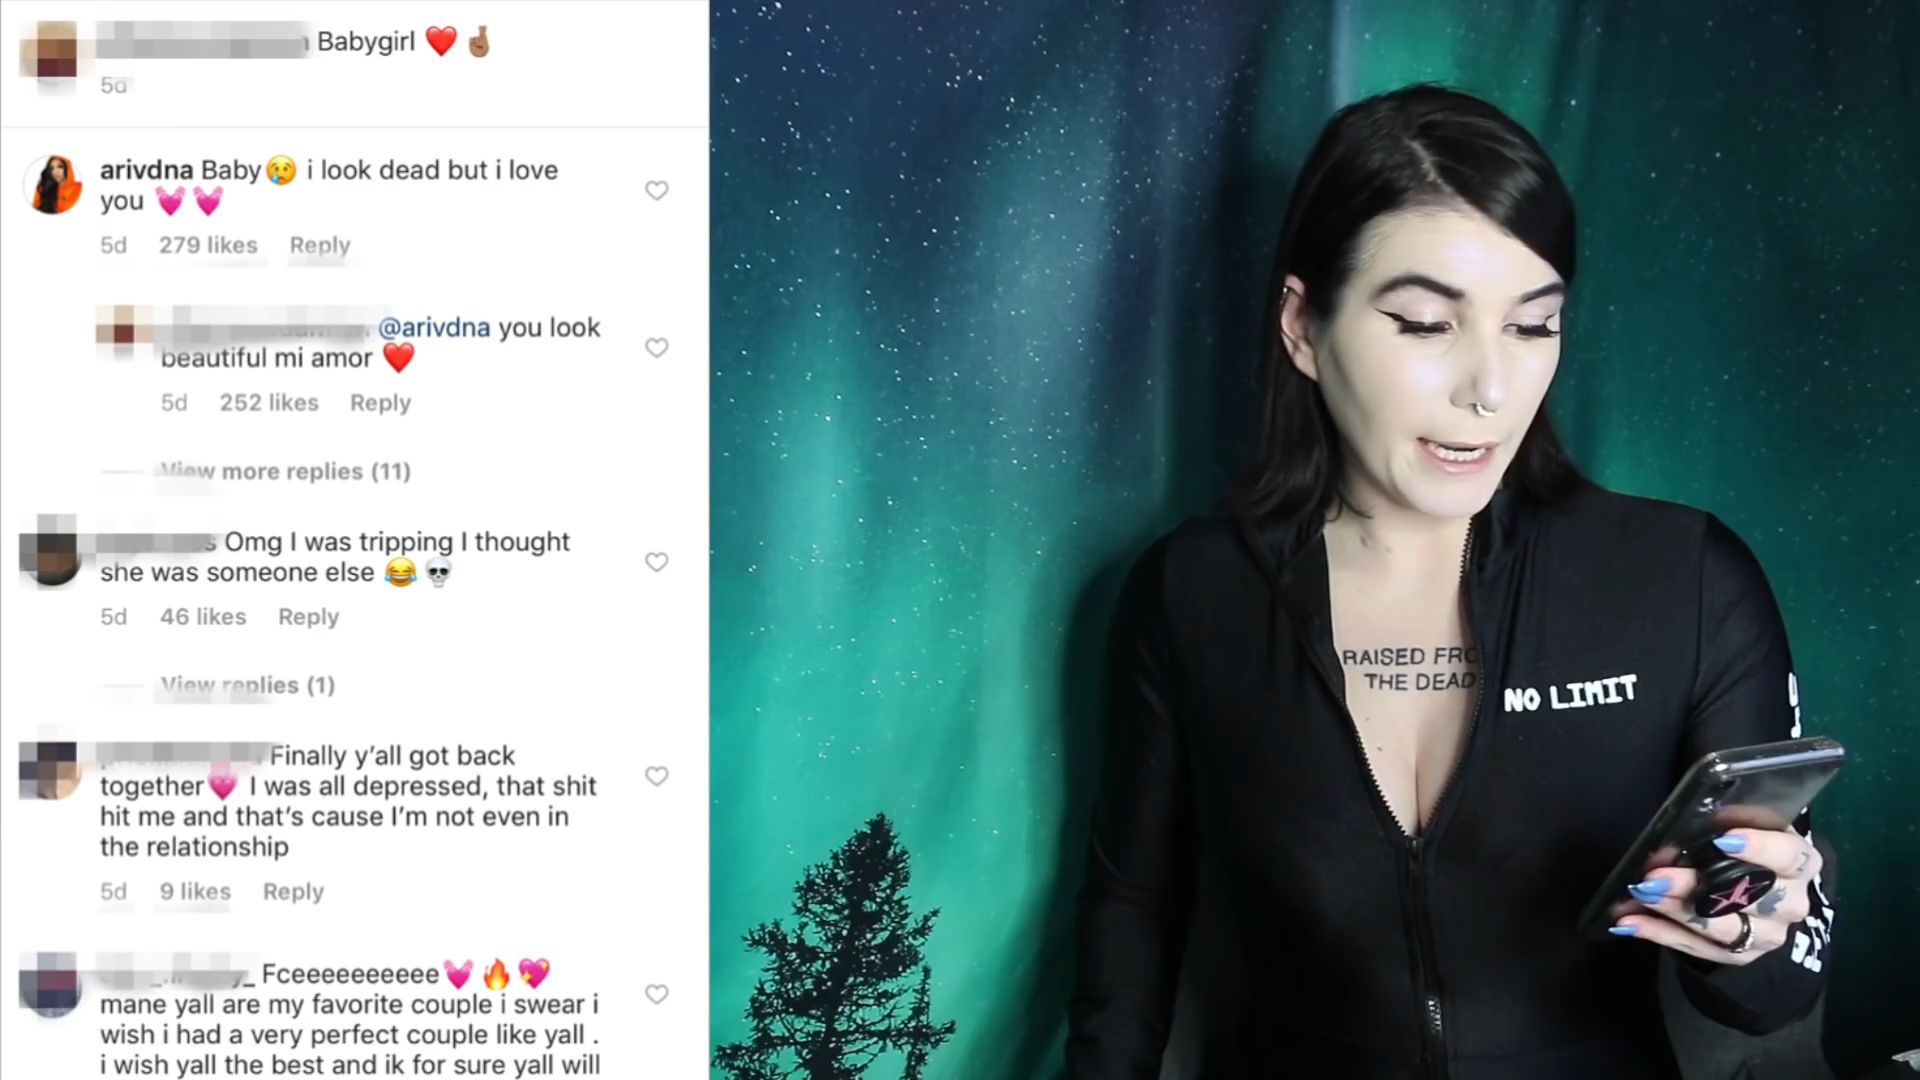 Babygirl ❤️ 🤞🏽
5d
arivdna Baby😢 i look dead but i love
you 💓 💓
5d 279 likes Reply
@arivdna you look
beautiful mi amor ❤️
5d 252 likes Reply
View more replies (11)
Omg I was tripping I thought
she was someone else 😂 💀
5d 46 likes Reply
View replies (1)
Finally y’all got back
together💗 I was all depressed, that shit
hit me and that’s cause I’m not even in
the relationship
5d 9 likes Reply
Fceeeeeeeeee💓 🔥 💖
mane yall are my favorite couple i swear i
wish i had a very perfect couple like yall .
i wish yall the best and ik for sure yall will
RAISED FRO
THE DEAD
NO LIMIT